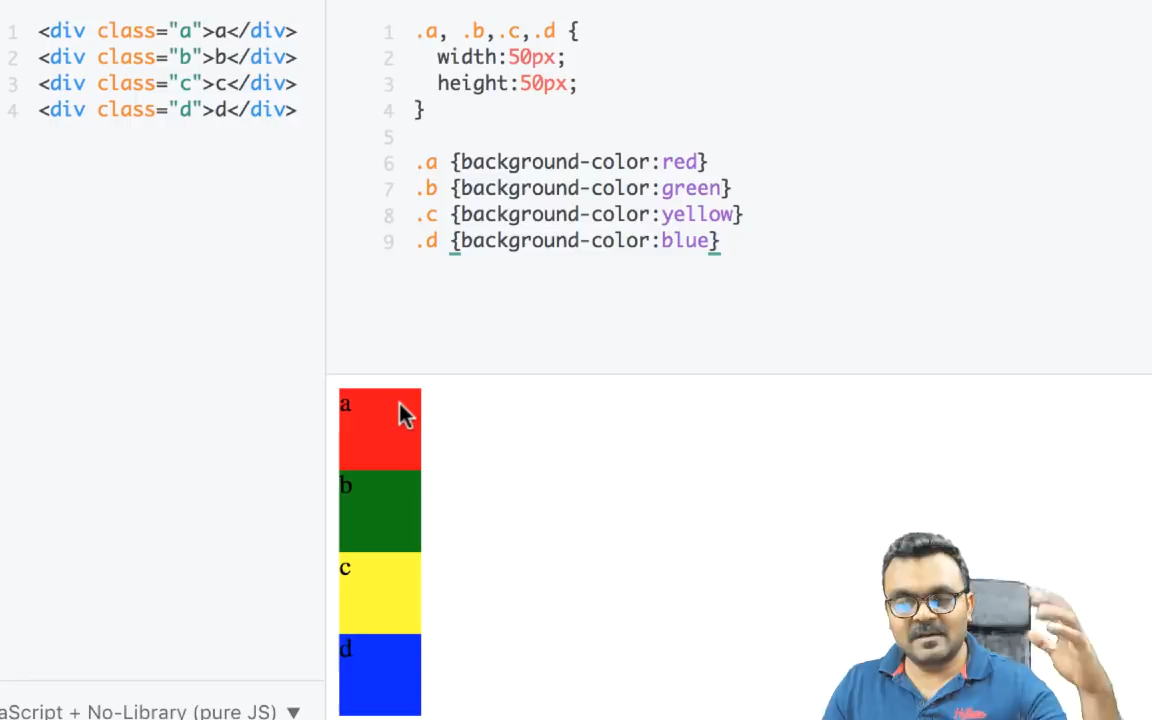 1 <div class="a">a</div>
2 <div class="b">b</div>
3 <div class="c">c</div>
4 <div class="d">d</div>
1 .a, .b,.c,.d {
2 width:50px;
3 height:50px;
4 }
5
6 .a {background-color:red}
7 .b {background-color:green}
8 .c {background-color:yellow}
9 .d {background-color:blue}
a
b
c
d
aScript + No-Library (pure JS) ▼